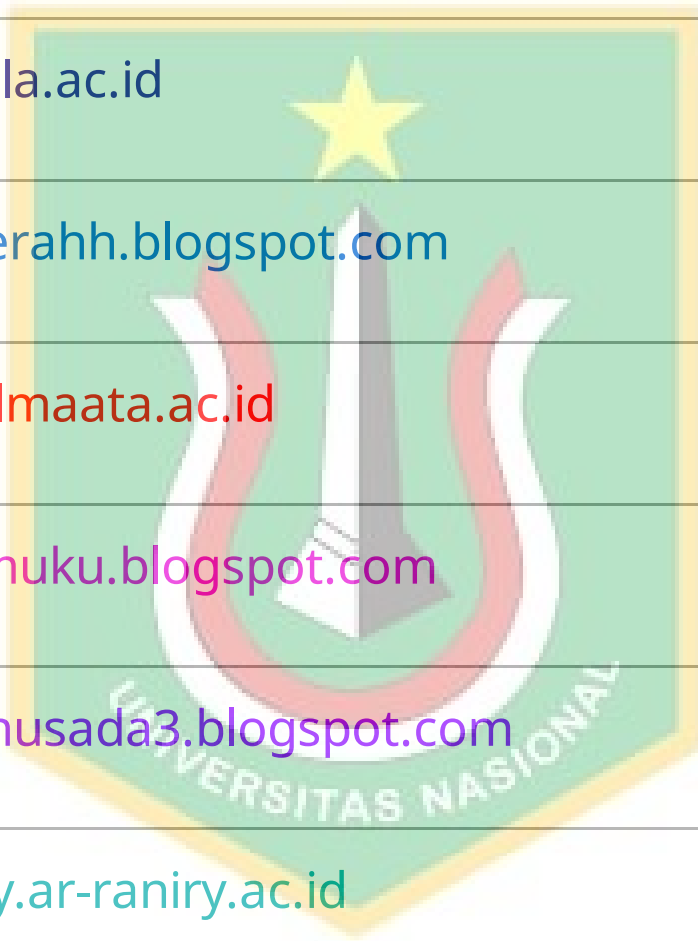 la.ac.id
erahh.blogspot.com
lmaata.ac.id
nuku.blogspot.com
nusada3.blogspot.com
UNIVERSITAS NASIONAL
y.ar-raniry.ac.id